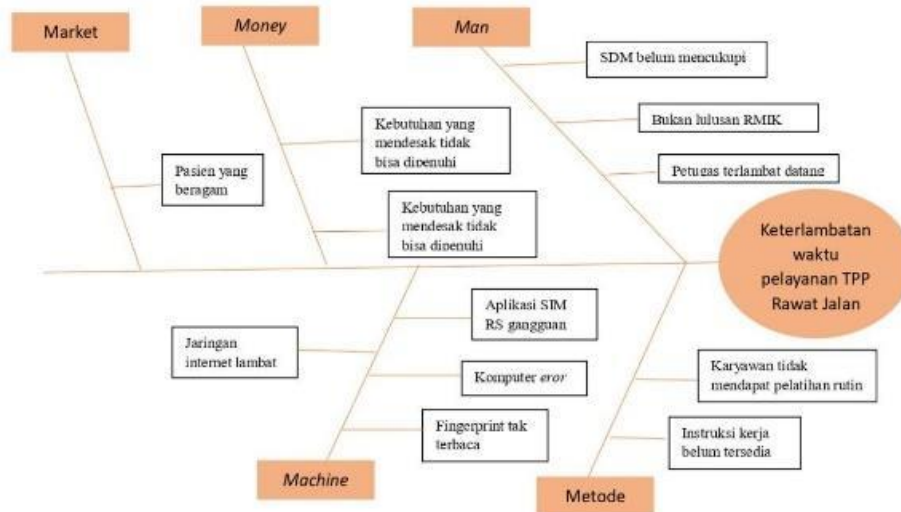 Market
Money
Man
SDM belum mencukupi
Bukan lulusan RMIK
Petugas terlambat datang
Kebutuhan yang
mendesak tidak
bisa dipenuhi
Pasien yang
beragam
Kebutuhan yang
mendesak tidak
bisa dipenuhi
Keterlambatan
waktu
pelayanan TPP
Rawat Jalan
Aplikasi SIM
RS gangguan
Jaringan
internet lambat
Komputer eror
Fingerprint tak
terbaca
Karyawan tidak
mendapat pelatihan rutin
Instruksi kerja
belum tersedia
Machine
Metode